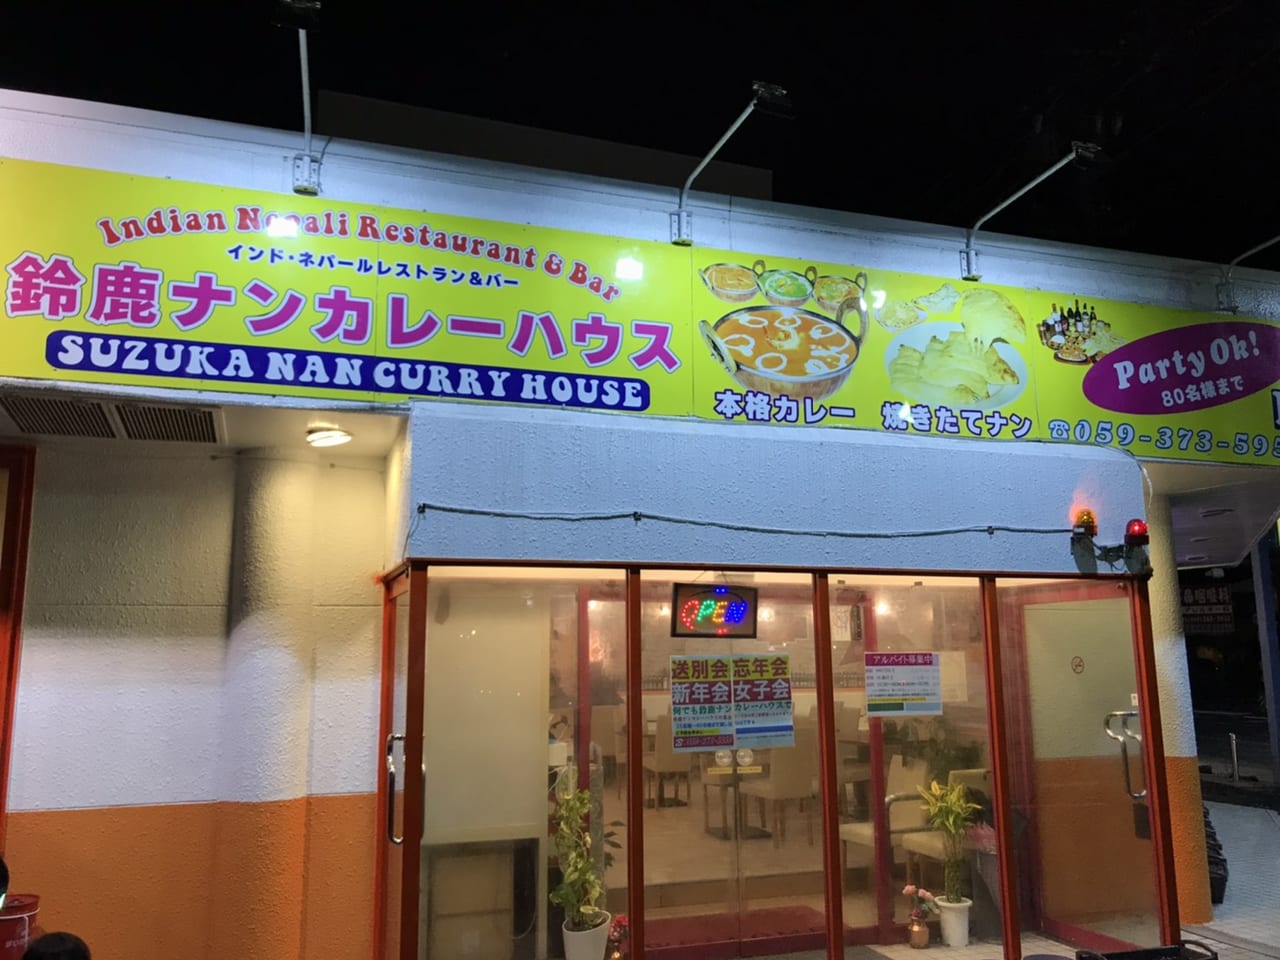 Indian Nepali Restaurant & Bar
インド・ネパールレストラン&バー
鈴鹿ナンカレーハウス
SUZUKA NAN CURRY HOUSE
本格カレー
焼きたてナン
Party Ok!
80名様まで
☎059-373-595
OPEN
送別会 忘年会
新年会 女子会
何でも鈴鹿ナンカレーハウスで
アルバイト募集中